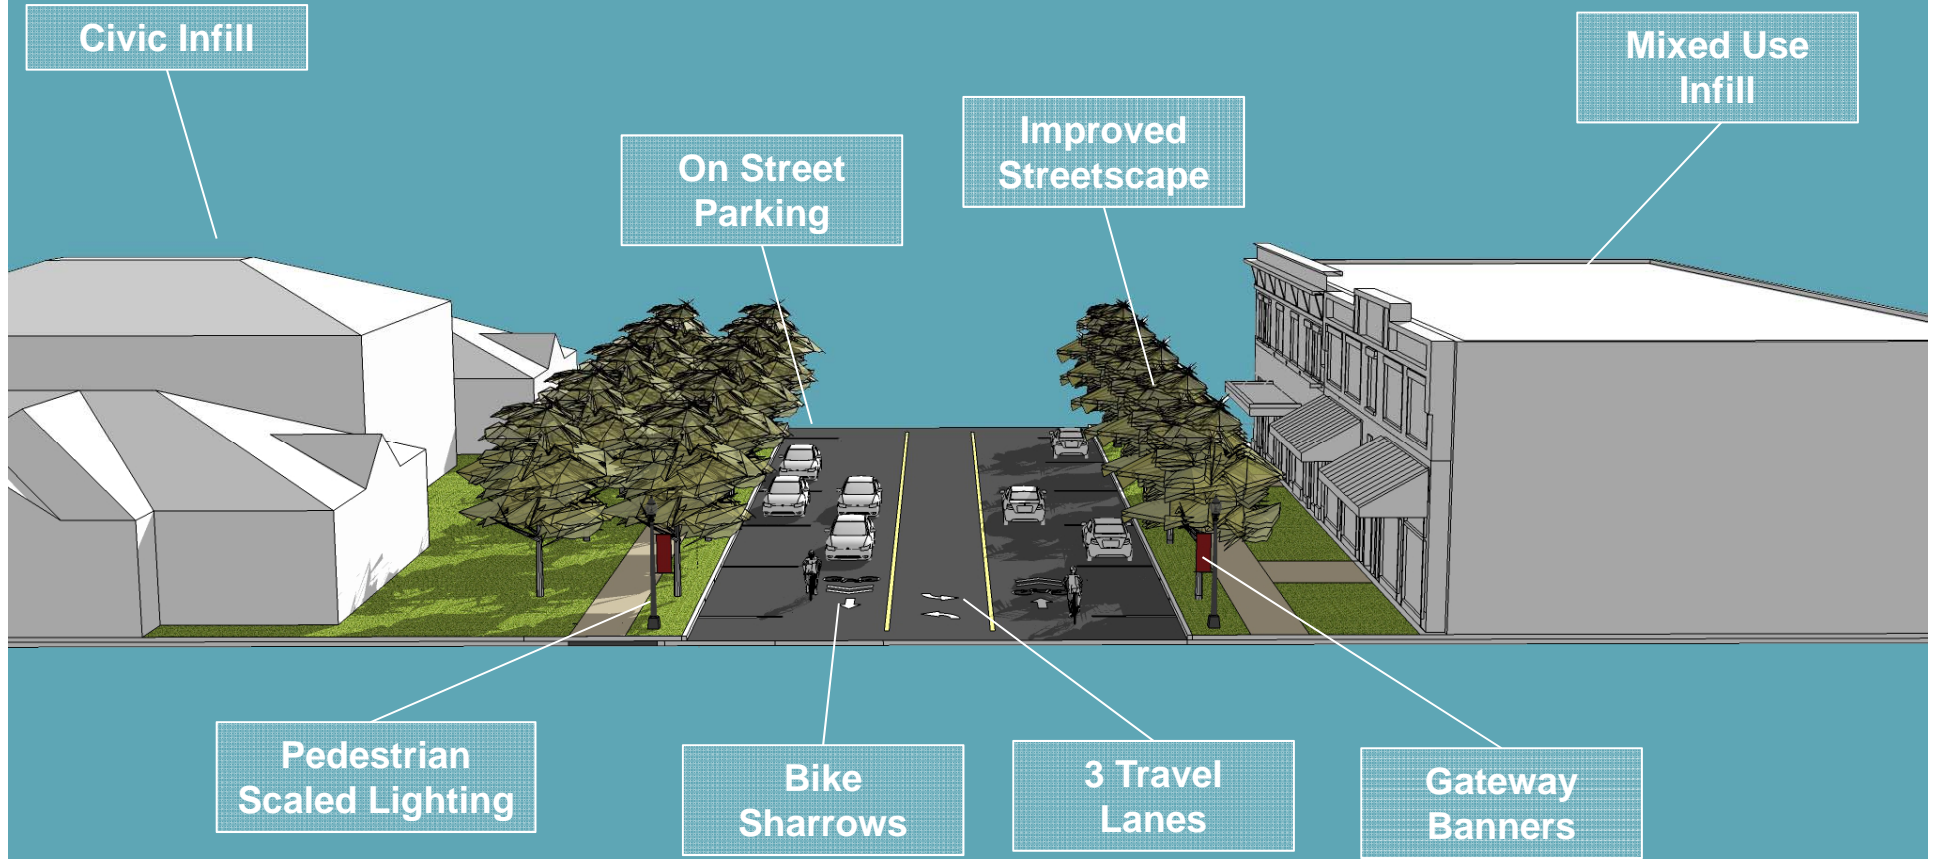 Civic Infill
Mixed Use
Infill
Improved
Streetscape
On Street
Parking
Pedestrian
Scaled Lighting
Bike
Sharrows
3 Travel
Lanes
Gateway
Banners